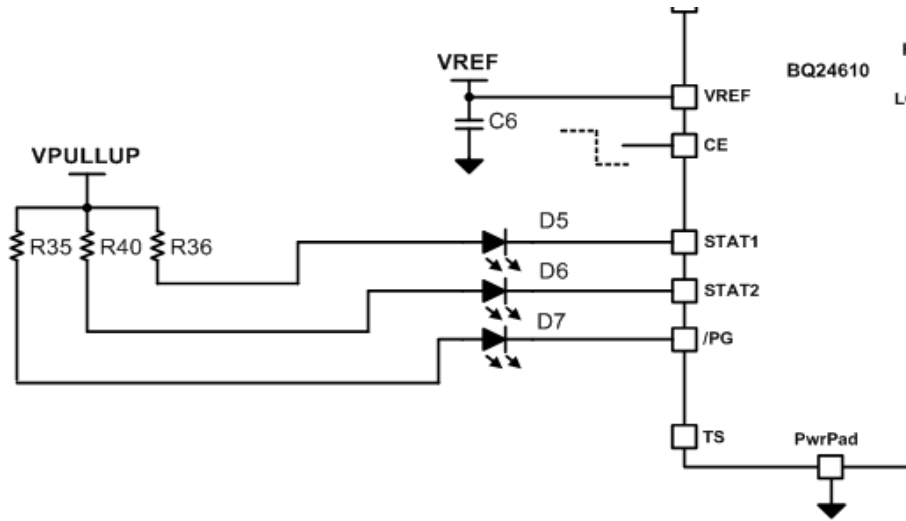 VREF
BQ24610
VREF
C6
CE
VPULLUP
R35
R40
R36
D5
STAT1
D6
STAT2
D7
/PG
TS
PwrPad